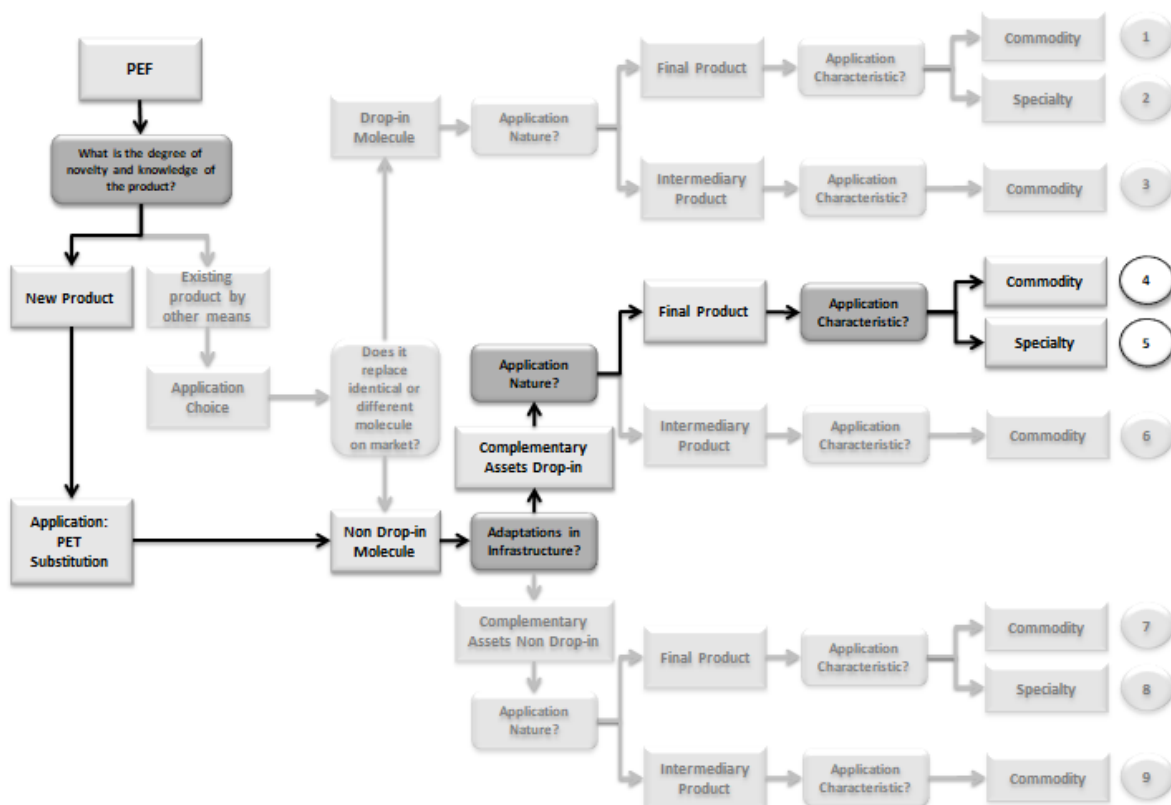 PEF
What is the degree of
novelty and knowledge of
the product?
New Product
Existing
product by
other means
Application
Choice
Application:
PET
Substitution
Does it
replace
identical or
different
molecule
on market?
Drop-in
Molecule
Application
Nature?
Final Product
Application
Characteristic?
Commodity
1
Specialty
2
Intermediary
Product
Application
Characteristic?
Commodity
3
Non Drop-in
Molecule
Adaptations in
Infrastructure?
Complementary
Assets Drop-in
Application
Nature?
Final Product
Application
Characteristic?
Commodity
4
Specialty
5
Intermediary
Product
Application
Characteristic?
Commodity
6
Complementary
Assets Non Drop-in
Application
Nature?
Final Product
Application
Characteristic?
Commodity
7
Specialty
8
Intermediary
Product
Application
Characteristic?
Commodity
9